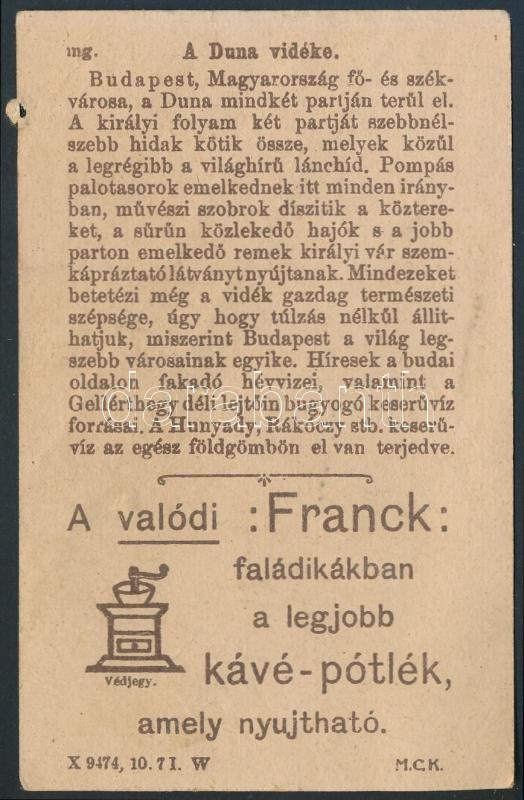 mg. A Duna vidéke.
Budapest, Magyarország fő- és szék-
városa, a Duna mindkét partján terül el.
A királyi folyam két partját szebbnél-
szebb hidak kötik össze, melyek közül
a legrégibb a világhírű lánchíd. Pompás
palotasorok emelkednek itt minden irány-
ban, művészi szobrok díszitik a köztere-
ket, a sűrűn közlekedő hajók s a jobb
parton emelkedő remek királyi vár szem-
kápráztató látványt nyújtanak. Mindezeket
betetézi még a vidék gazdag természeti
szépsége, úgy hogy túlzás nélkül állit-
hatjuk, miszerint Budapest a világ leg-
szebb városainak egyike. Híresek a budai
oldalon fakadó hévvizei, valamint a
Gellérthegy déli lejtőin bugyogó keserűvíz
forrásai. A Hunyady, Rákóczy stb. keserű-
víz az egész földgömbön el van terjedve.
A valódi :Franck:
faládikákban
a legjobb
kávé-pótlék,
Védjegy.
amely nyujtható.
X 9474, 10. 7 I. W M.C.K.
darabanth